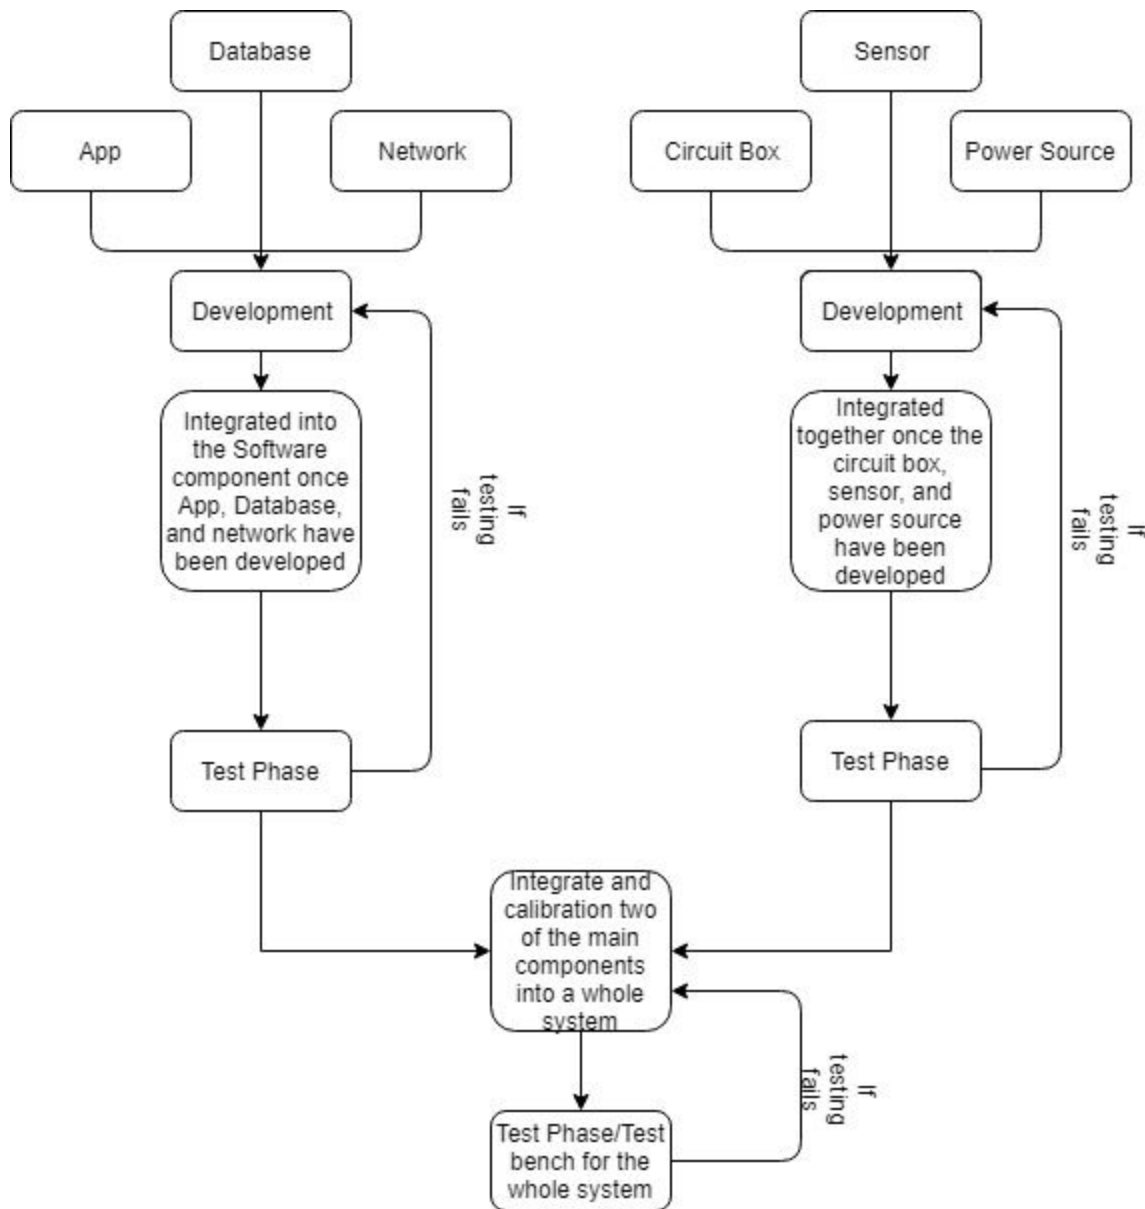 Database
Sensor
App
Network
Circuit Box
Power Source
Development
Development
Integrated into
the Software
component once
App, Database,
and network have
been developed
If
testing
fails
Integrated
together once the
circuit box,
sensor, and
power source
have been
developed
If
testing
fails
Test Phase
Test Phase
Integrate and
calibration two
of the main
components
into a whole
system
If
testing
fails
Test Phase/Test
bench for the
whole system